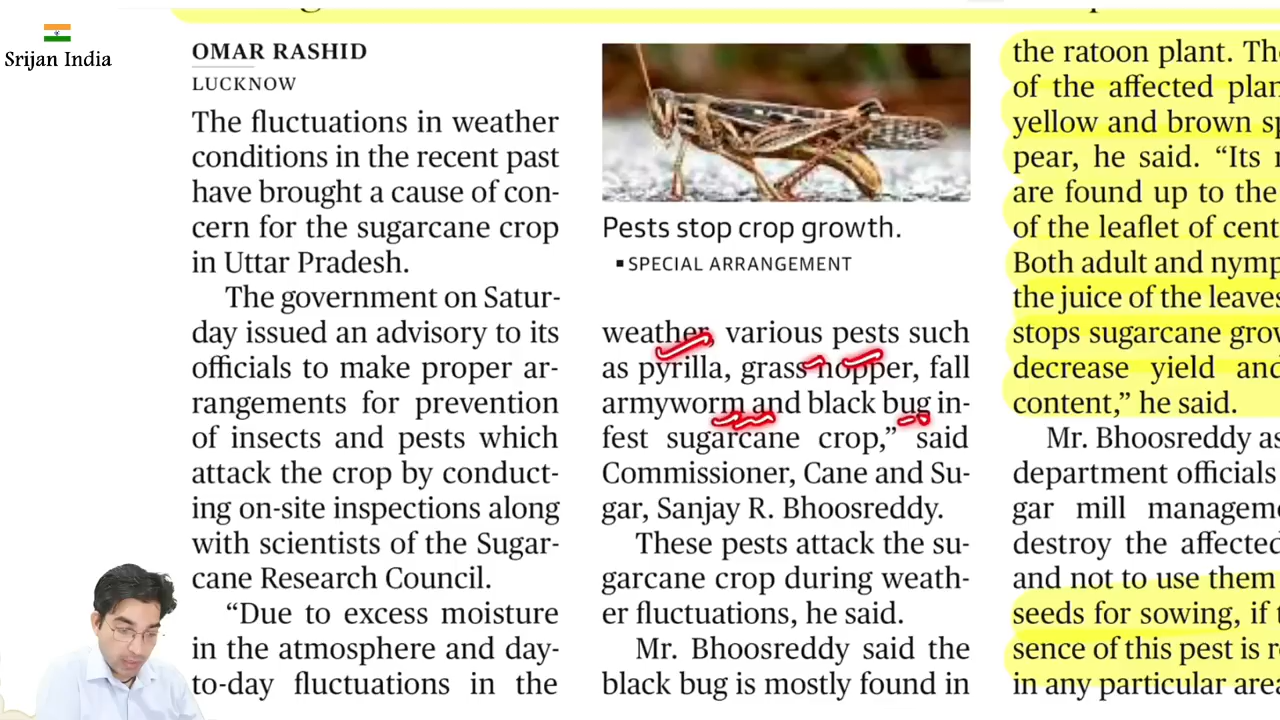 Srijan India
OMAR RASHID
LUCKNOW
The fluctuations in weather
conditions in the recent past
have brought a cause of con-
cern for the sugarcane crop
in Uttar Pradesh.
The government on Satur-
day issued an advisory to its
officials to make proper ar-
rangements for prevention
of insects and pests which
attack the crop by conduct-
ing on-site inspections along
with scientists of the Sugar-
cane Research Council.
“Due to excess moisture
in the atmosphere and day-
to-day fluctuations in the
Pests stop crop growth.
▪SPECIAL ARRANGEMENT
weather, various pests such
as pyrilla, grass hopper, fall
armyworm and black bug in-
fest sugarcane crop,” said
Commissioner, Cane and Su-
gar, Sanjay R. Bhoosreddy.
These pests attack the su-
garcane crop during weath-
er fluctuations, he said.
Mr. Bhoosreddy said the
black bug is mostly found in
the ratoon plant. Th
of the affected plan
yellow and brown sp
pear, he said. “Its
are found up to the
of the leaflet of cent
Both adult and nymp
the juice of the leaves
stops sugarcane grow
decrease yield and
content,” he said.
Mr. Bhoosreddy as
department officials
gar mill manageme
destroy the affected
and not to use them
seeds for sowing, if
sence of this pest is
in any particular area